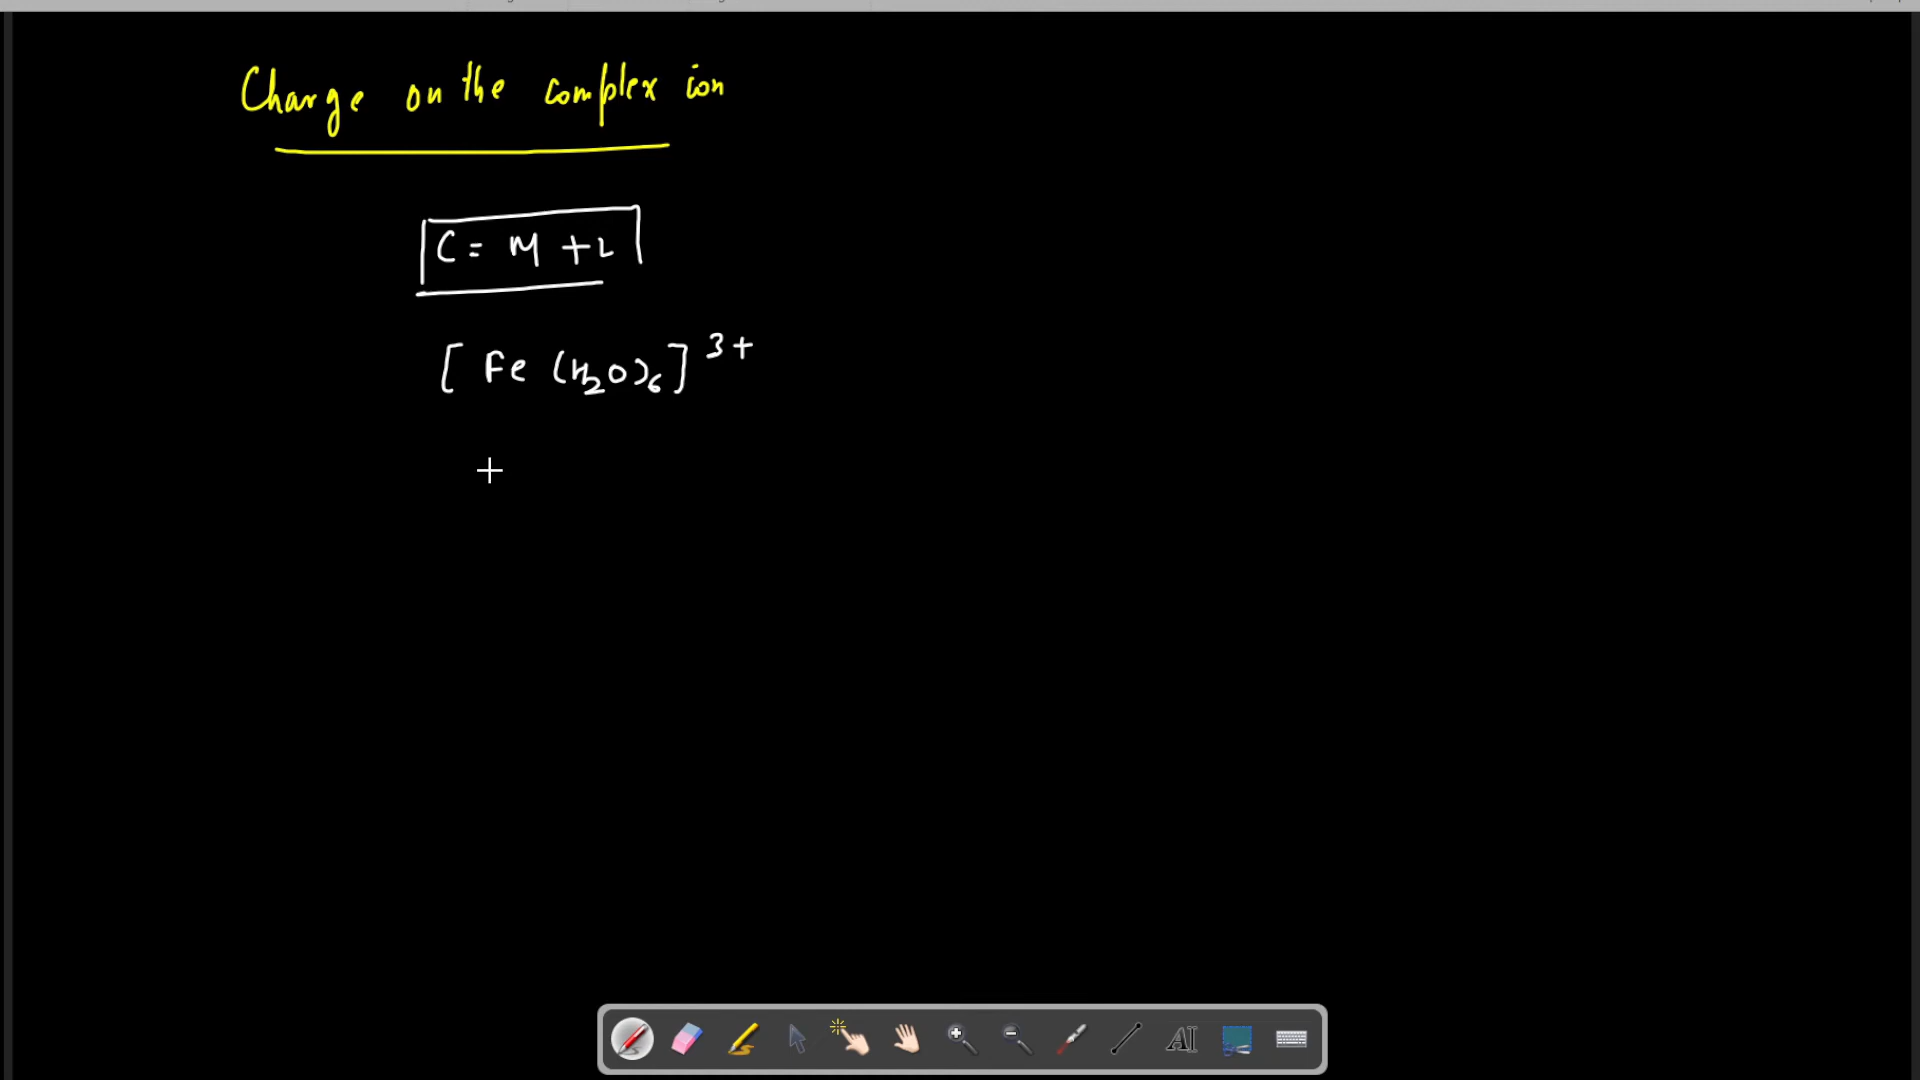 Charge on the complex ion
C = M + L
[ Fe (H2O)6 ] 3+